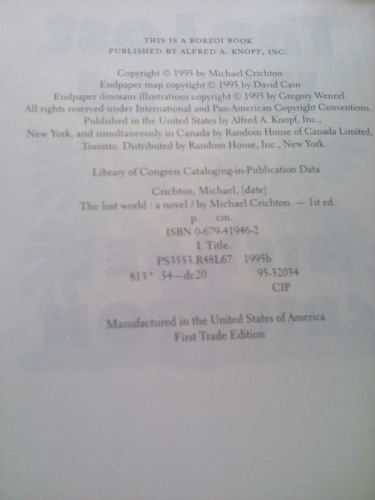 THIS IS A BORZOI BOOK
PUBLISHED BY ALFRED A. KNOPF, INC.
Copyright © 1995 by Michael Crichton
Endpaper map copyright © 1995 by David Cain
Endpaper dinosaur illustrations copyright © 1995 by Gregory Wenzel
All rights reserved under International and Pan-American Copyright Conventions.
Published in the United States by Alfred A. Knopf, Inc.,
New York, and simultaneously in Canada by Random House of Canada Limited,
Toronto. Distributed by Random House, Inc., New York.
Library of Congress Cataloging-in-Publication Data
Crichton, Michael, [date]
The lost world : a novel / by Michael Crichton. — 1st ed.
p. cm.
ISBN 0-679-41946-2
I. Title.
PS3553.R48L67 1995b
813'.54—dc20 95-32034
CIP
Manufactured in the United States of America
First Trade Edition